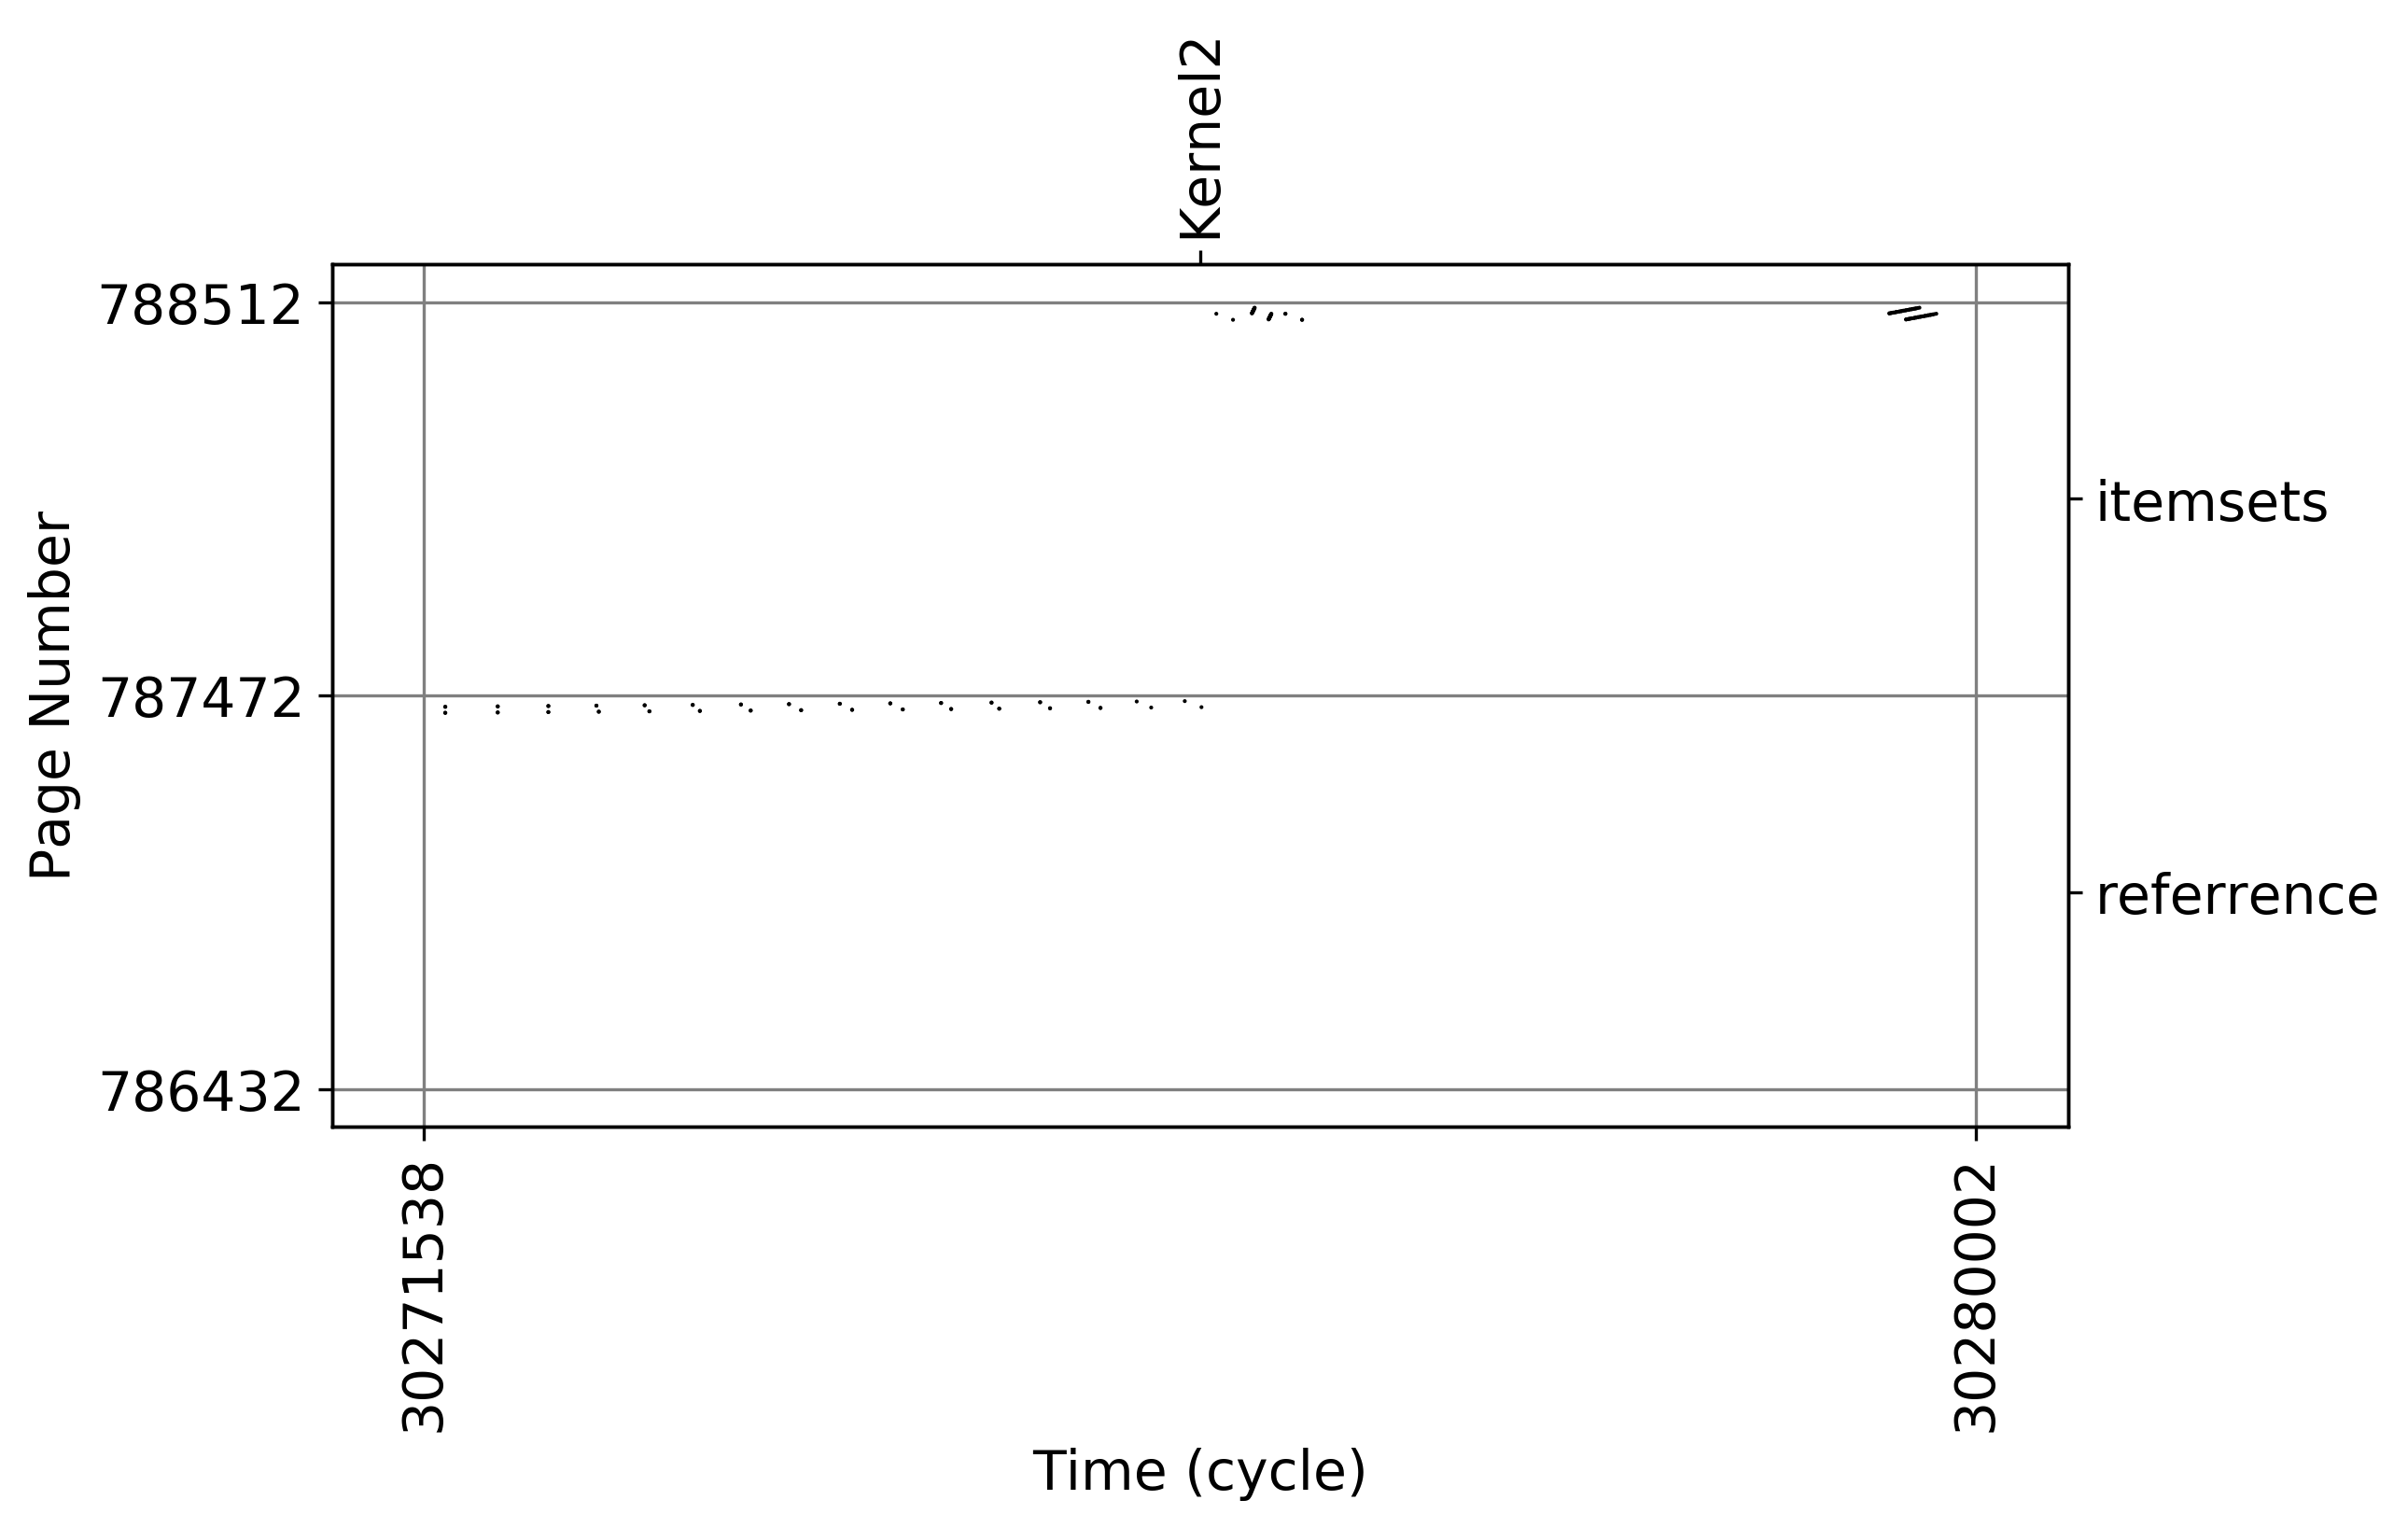 Kernel2
788512
787472
786432
Page Number
itemsets
referrence
30271538
30280002
Time (cycle)